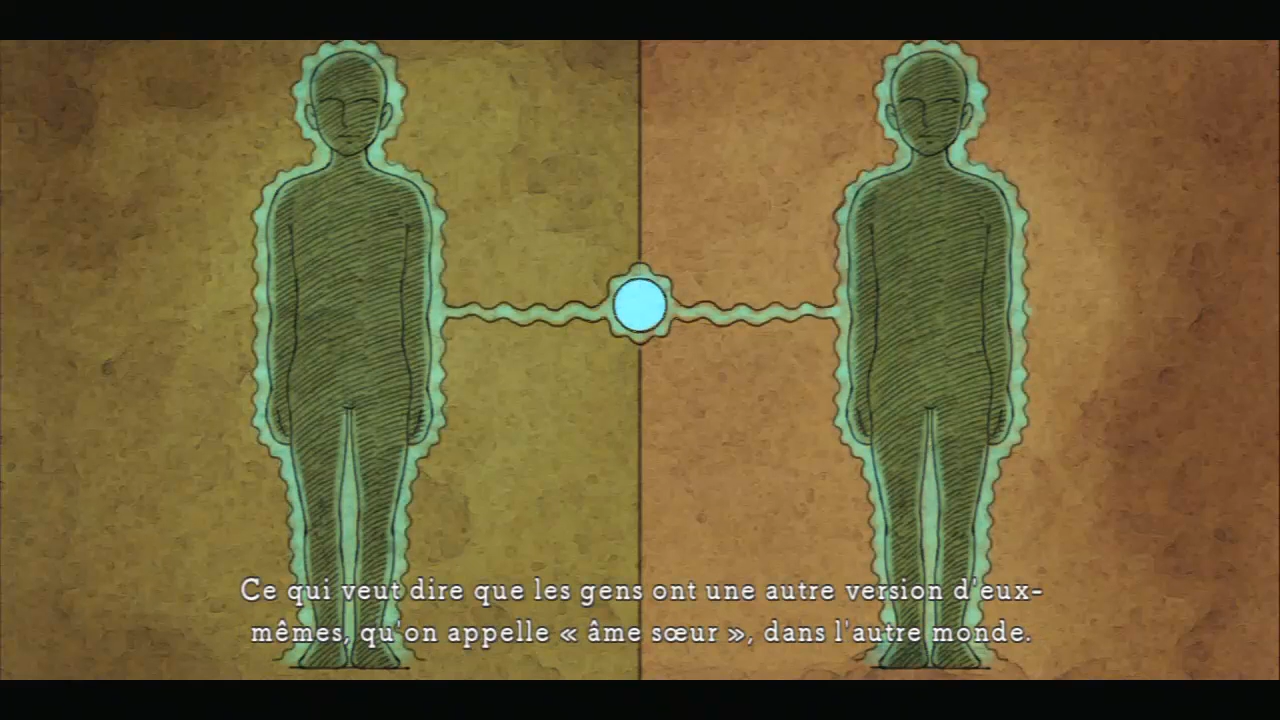 Ce qui veut dire que les gens ont une autre version d'eux-
mêmes, qu'on appelle « âme sœur », dans l'autre monde.